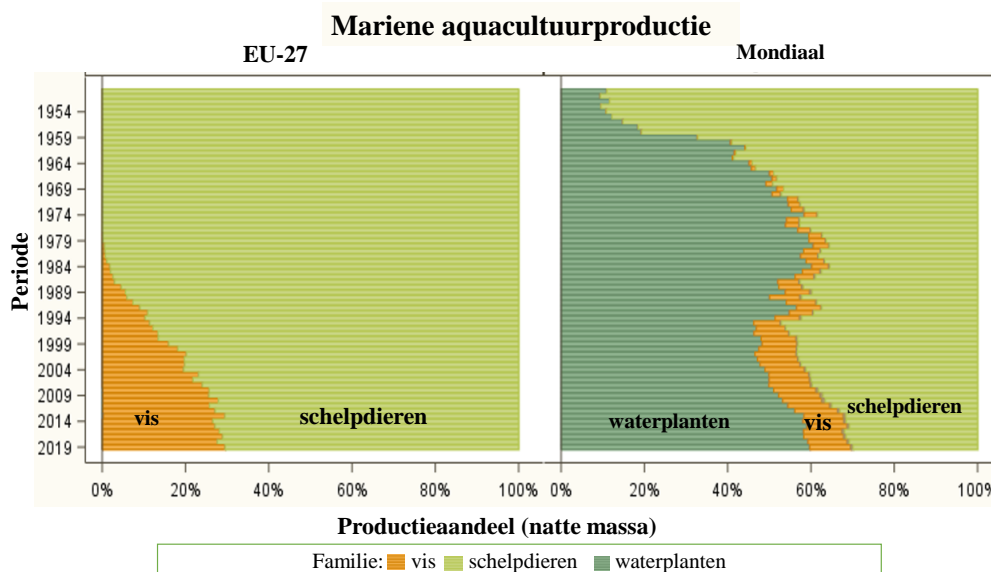 Mariene aquacultuurproductie
EU-27
Mondiaal
Periode
1954
1959
1964
1969
1974
1979
1984
1989
1994
1999
2004
2009
2014
2019
vis
schelpdieren
waterplanten
vis
schelpdieren
0% 20% 40% 60% 80% 100%
0% 20% 40% 60% 80% 100%
Productieaandeel (natte massa)
Familie: vis schelpdieren waterplanten